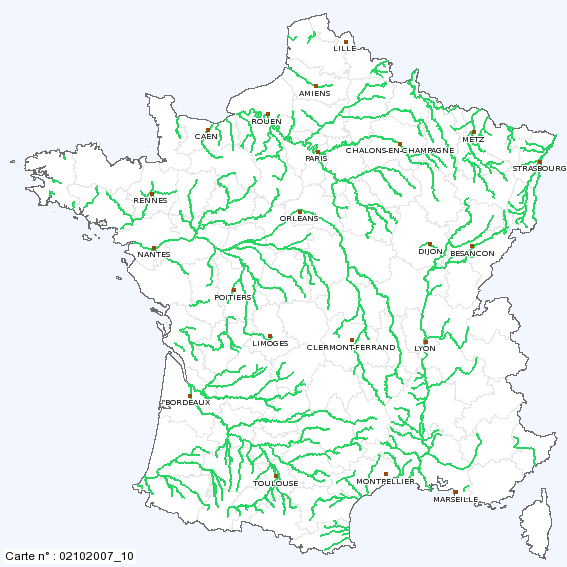 LILLE
AMIENS
ROUEN
CAEN
METZ
CHALONS-EN-CHAMPAGNE
PARIS
STRASBOURG
RENNES
ORLEANS
DIJON
BESANCON
NANTES
POITIERS
LIMOGES
CLERMONT-FERRAND
LYON
BORDEAUX
TOULOUSE
MONTPELLIER
MARSEILLE
Carte n° : 02102007_10